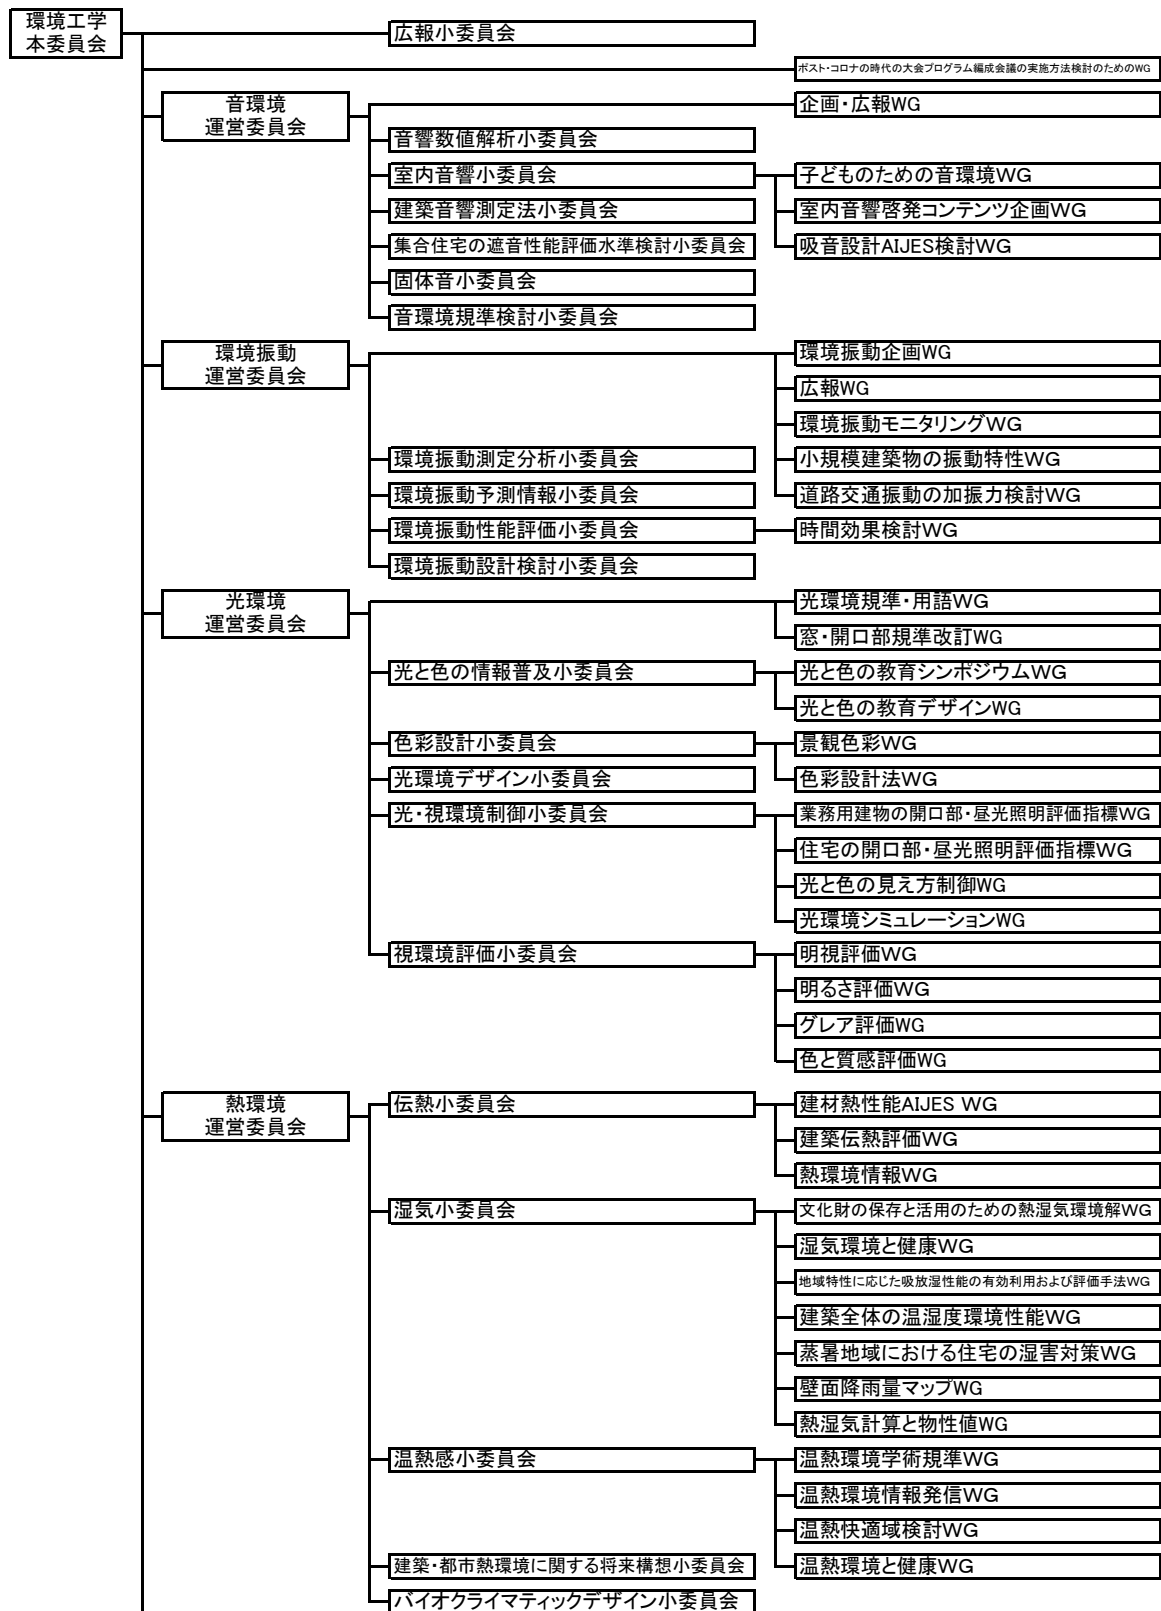 環境工学
本委員会
広報小委員会
ポスト・コロナの時代の大会プログラム編成会議の実施方法検討のためのWG
音環境
運営委員会
企画・広報WG
音響数値解析小委員会
室内音響小委員会
子どものための音環境WG
建築音響測定法小委員会
室内音響啓発コンテンツ企画WG
集合住宅の遮音性能評価水準検討小委員会
吸音設計AIJES検討WG
固体音小委員会
音環境規準検討小委員会
環境振動
運営委員会
環境振動企画WG
広報WG
環境振動モニタリングWG
環境振動測定分析小委員会
小規模建築物の振動特性WG
環境振動予測情報小委員会
道路交通振動の加振力検討WG
環境振動性能評価小委員会
時間効果検討WG
環境振動設計検討小委員会
光環境
運営委員会
光環境規準・用語WG
窓・開口部規準改訂WG
光と色の情報普及小委員会
光と色の教育シンポジウムWG
光と色の教育デザインWG
色彩設計小委員会
景観色彩WG
光環境デザイン小委員会
色彩設計法WG
光・視環境制御小委員会
業務用建物の開口部・昼光照明評価指標WG
住宅の開口部・昼光照明評価指標WG
光と色の見え方制御WG
光環境シミュレーションWG
視環境評価小委員会
明視評価WG
明るさ評価WG
グレア評価WG
色と質感評価WG
熱環境
運営委員会
伝熱小委員会
建材熱性能AIJES WG
建築伝熱評価WG
熱環境情報WG
湿気小委員会
文化財の保存と活用のための熱湿気環境解WG
湿気環境と健康WG
地域特性に応じた吸放湿性能の有効利用および評価手法WG
建築全体の温湿度環境性能WG
蒸暑地域における住宅の湿害対策WG
壁面降雨量マップWG
熱湿気計算と物性値WG
温熱感小委員会
温熱環境学術規準WG
温熱環境情報発信WG
温熱快適域検討WG
建築・都市熱環境に関する将来構想小委員会
温熱環境と健康WG
バイオクライマティックデザイン小委員会